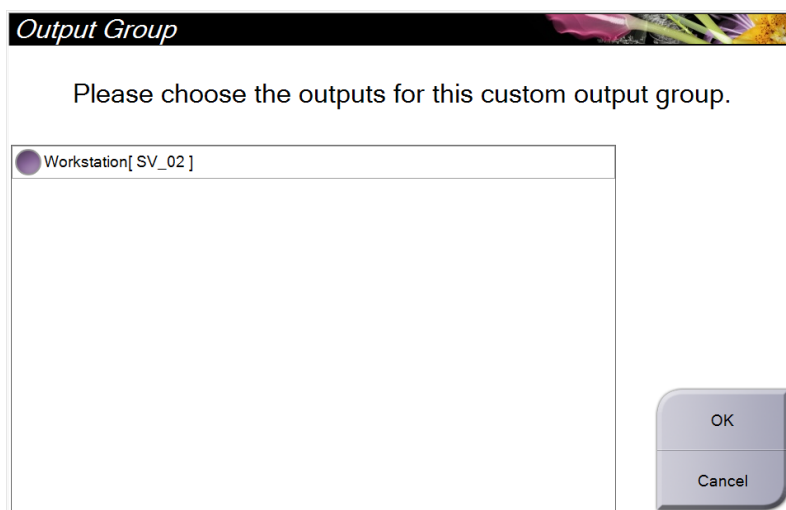 Output Group
Please choose the outputs for this custom output group.
Workstation[ SV_02 ]
OK
Cancel